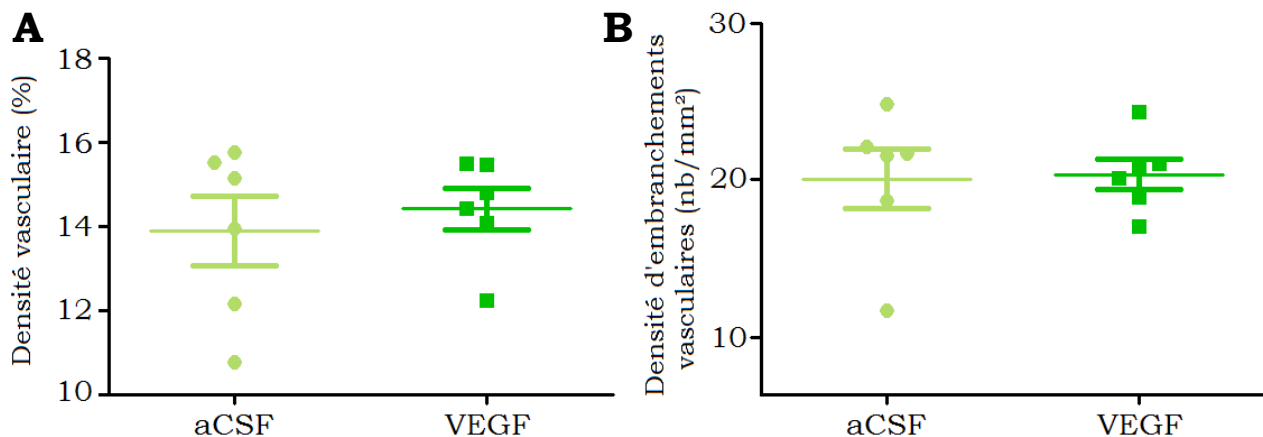 A
Densité vasculaire (%)
18
16
14
12
10
aCSF
VEGF
B
Densité d'embranchements
vasculaires (nb/mm²)
30
20
10
aCSF
VEGF